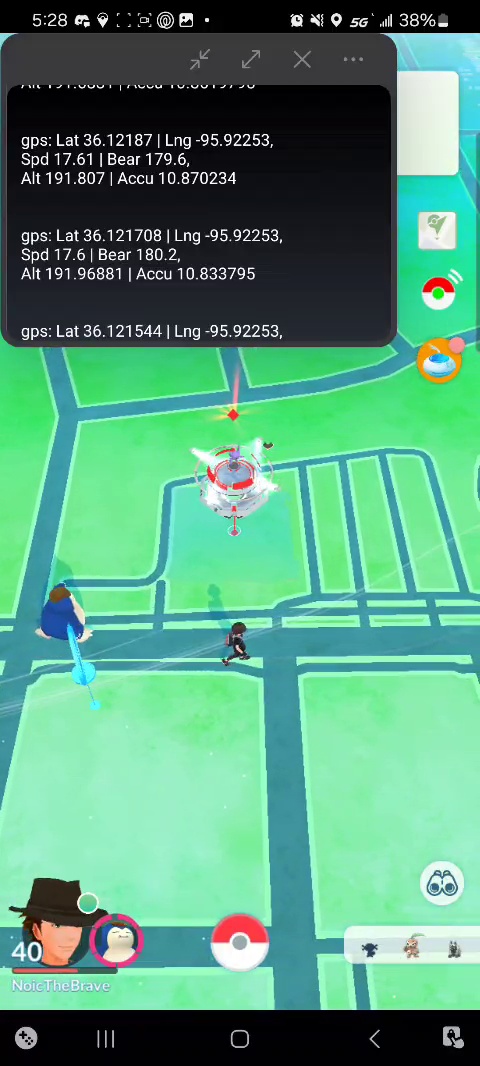 5:28
5G
38%
gps: Lat 36.12187 | Lng -95.92253,
Spd 17.61 | Bear 179.6,
Alt 191.807 | Accu 10.870234
gps: Lat 36.121708 | Lng -95.92253,
Spd 17.6 | Bear 180.2,
Alt 191.96881 | Accu 10.833795
gps: Lat 36.121544 | Lng -95.92253,
40
NoicTheBrave